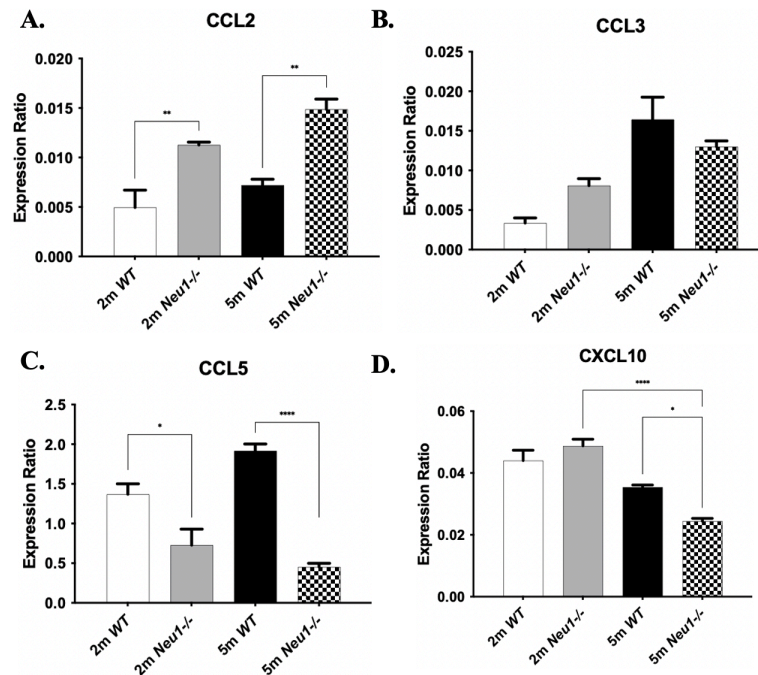 A.
CCL2
Expression Ratio
0.020
0.015
0.010
0.005
0.000
**
**
2m WT
2m Neu1-/-
5m WT
5m Neu1-/-
B.
CCL3
Expression Ratio
0.025
0.020
0.015
0.010
0.005
0.000
2m WT
2m Neu1-/-
5m WT
5m Neu1-/-
C.
CCL5
Expression Ratio
2.5
2.0
1.5
1.0
0.5
0.0
*
****
2m WT
2m Neu1-/-
5m WT
5m Neu1-/-
D.
CXCL10
Expression Ratio
0.06
0.04
0.02
0.00
****
*
2m WT
2m Neu1-/-
5m WT
5m Neu1-/-